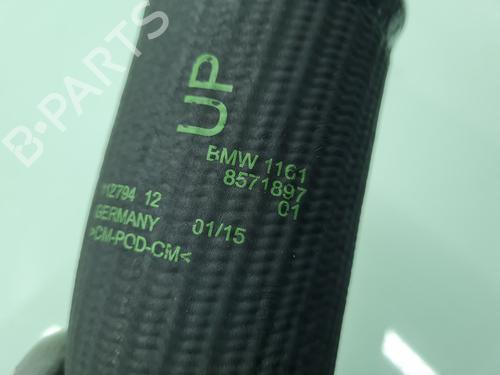 B-PARTS
UP
BMW 1161
8571897
01
112794 12
GERMANY
01/15
>CM-POD-CM<